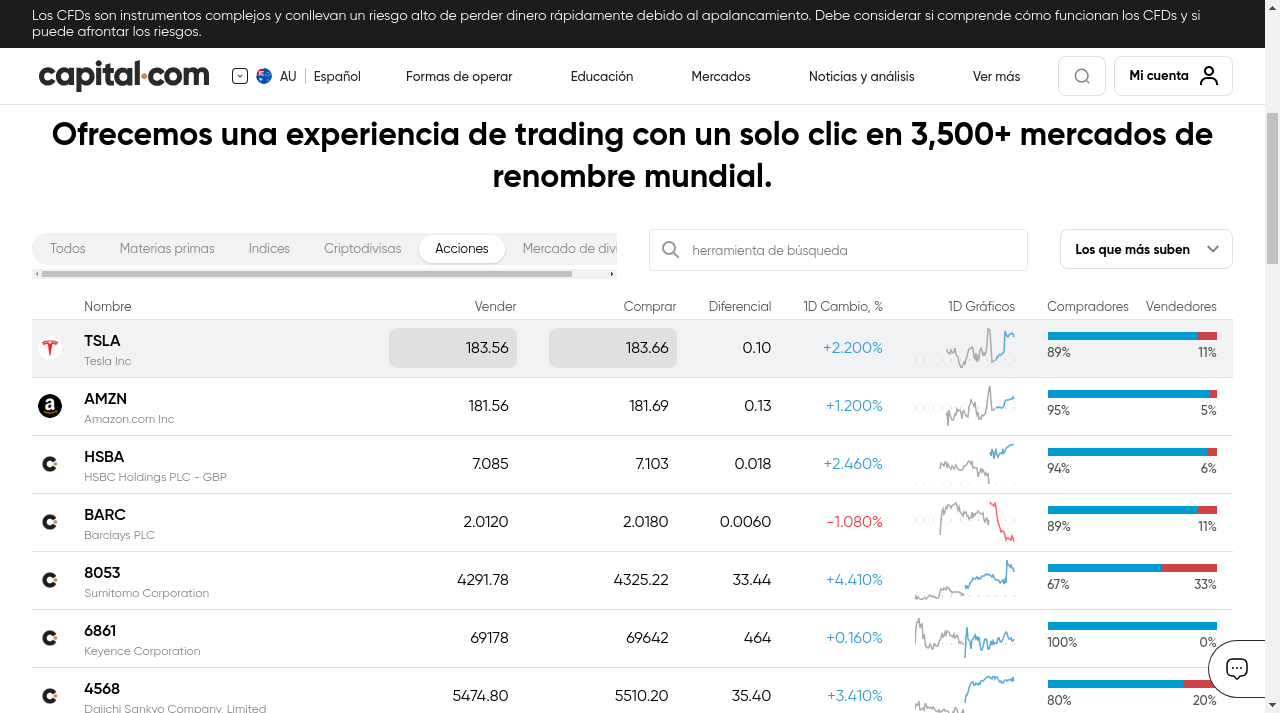 Los CFDs son instrumentos complejos y conllevan un riesgo alto de perder dinero rápidamente debido al apalancamiento. Debe considerar si comprende cómo funcionan los CFDs y si
puede afrontar los riesgos.
capital.com AU Español Formas de operar Educación Mercados Noticias y análisis Ver más Mi cuenta
Ofrecemos una experiencia de trading con un solo clic en 3,500+ mercados de
renombre mundial.
Todos Materias primas Indices Criptodivisas Acciones Mercado de divi herramienta de búsqueda Los que más suben
Nombre Vender Comprar Diferencial 1D Cambio, % 1D Gráficos Compradores Vendedores
TSLA 183.56 183.66 0.10 +2.200%
Tesla Inc 89% 11%
AMZN 181.56 181.69 0.13 +1.200%
Amazon.com Inc 95% 5%
HSBA 7.085 7.103 0.018 +2.460%
HSBC Holdings PLC - GBP 94% 6%
BARC 2.0120 2.0180 0.0060 -1.080%
Barclays PLC 89% 11%
8053 4291.78 4325.22 33.44 +4.410%
Sumitomo Corporation 67% 33%
6861 69178 69642 464 +0.160%
Keyence Corporation 100% 0%
4568 5474.80 5510.20 35.40 +3.410%
Daiichi Sankyo Company, Limited 80% 20%